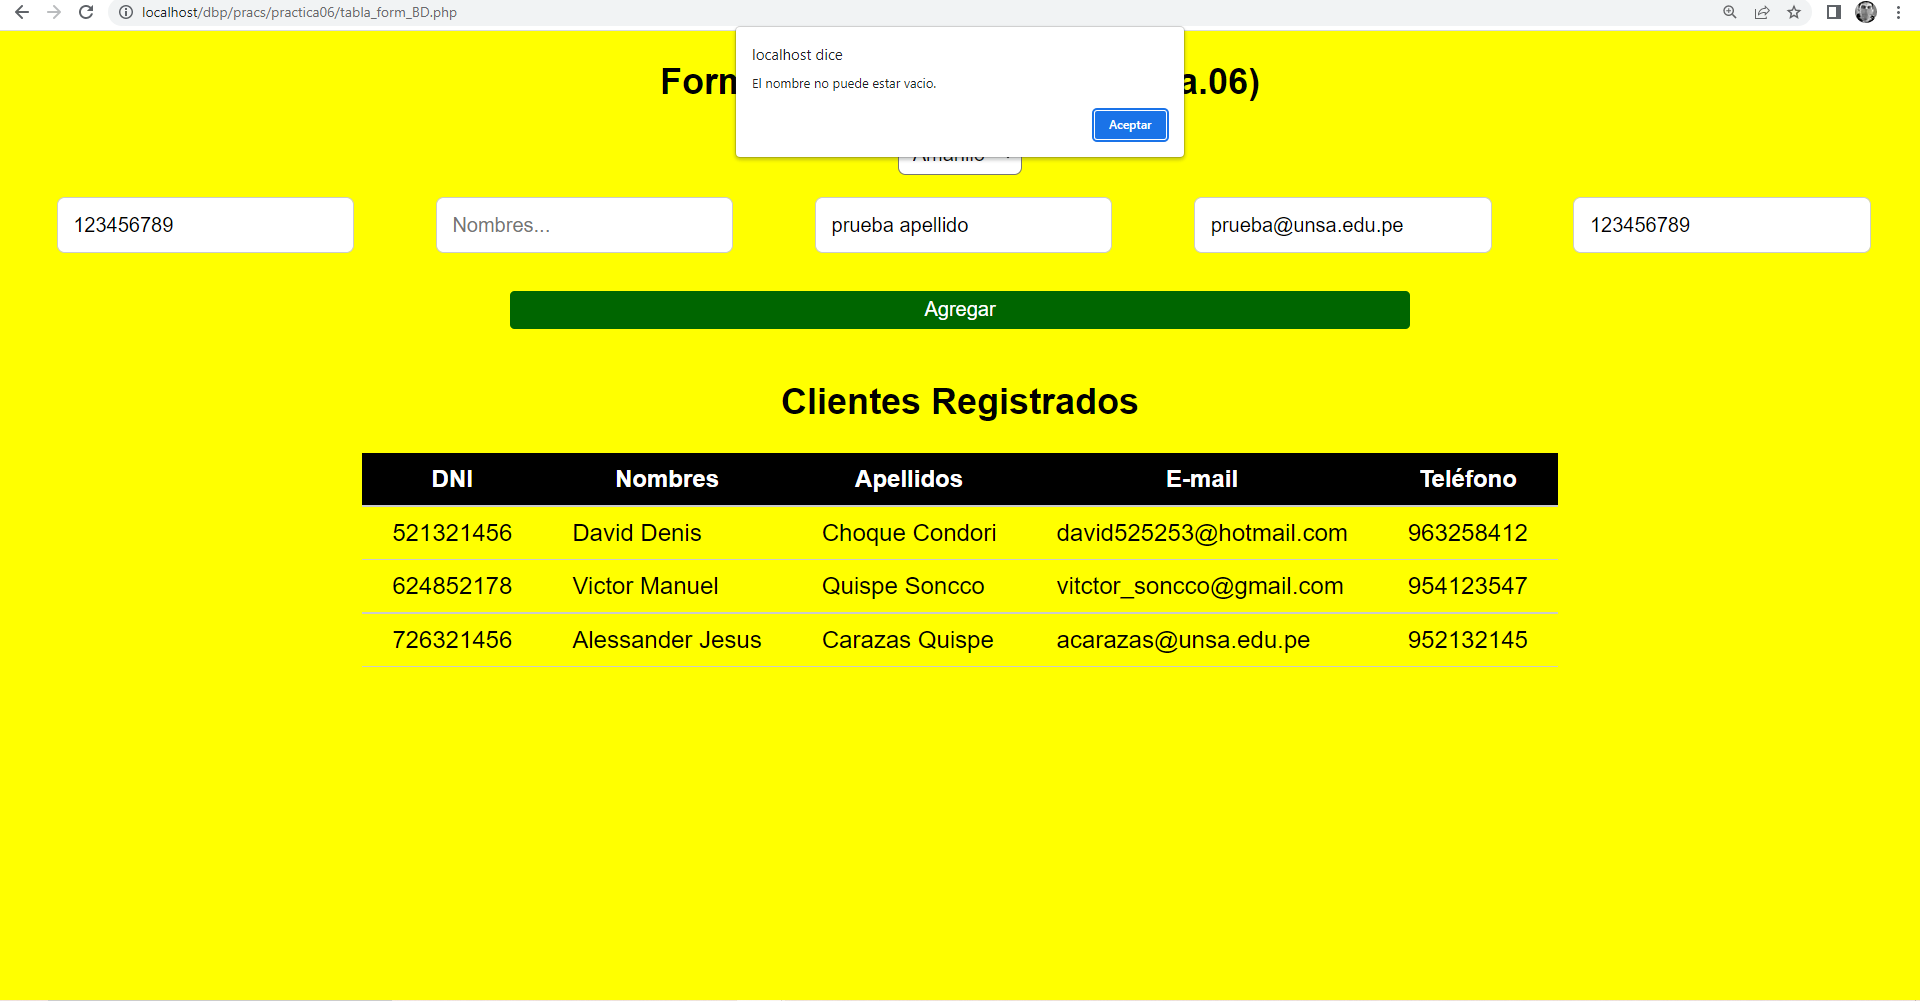 localhost/dbp/pracs/practica06/tabla_form_BD.php
localhost dice
El nombre no puede estar vacio.
Aceptar
a.06)
123456789
Nombres...
prueba apellido
prueba@unsa.edu.pe
123456789
Agregar
Clientes Registrados
DNI Nombres Apellidos E-mail Teléfono
521321456 David Denis Choque Condori david525253@hotmail.com 963258412
624852178 Victor Manuel Quispe Soncco vitctor_soncco@gmail.com 954123547
726321456 Alessander Jesus Carazas Quispe acarazas@unsa.edu.pe 952132145